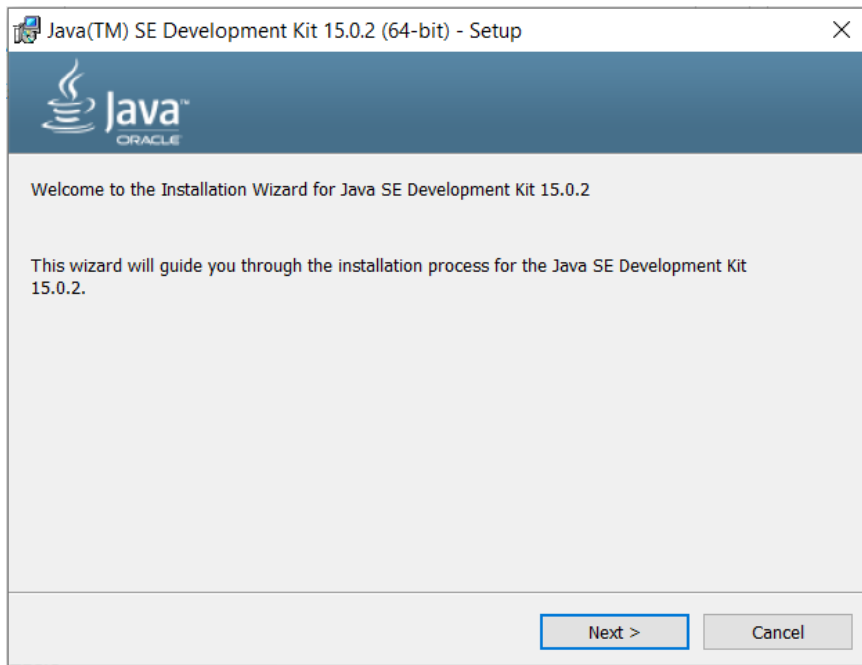 Java(TM) SE Development Kit 15.0.2 (64-bit) - Setup
Java™
ORACLE
Welcome to the Installation Wizard for Java SE Development Kit 15.0.2
This wizard will guide you through the installation process for the Java SE Development Kit
15.0.2.
Next >
Cancel